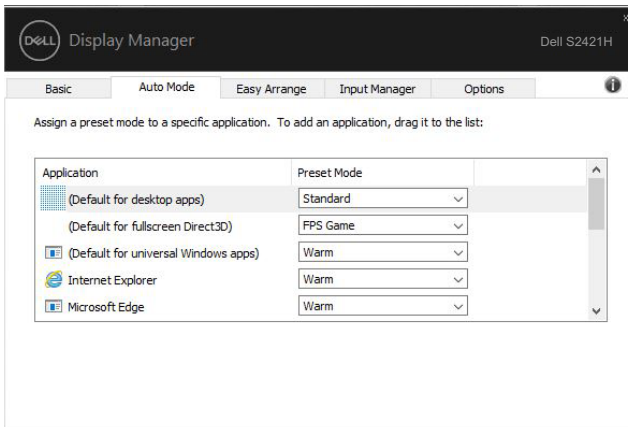 DELL Display Manager
Dell S2421H
Basic Auto Mode Easy Arrange Input Manager Options
Assign a preset mode to a specific application. To add an application, drag it to the list:
Application Preset Mode
(Default for desktop apps) Standard
(Default for fullscreen Direct3D) FPS Game
(Default for universal Windows apps) Warm
Internet Explorer Warm
Microsoft Edge Warm